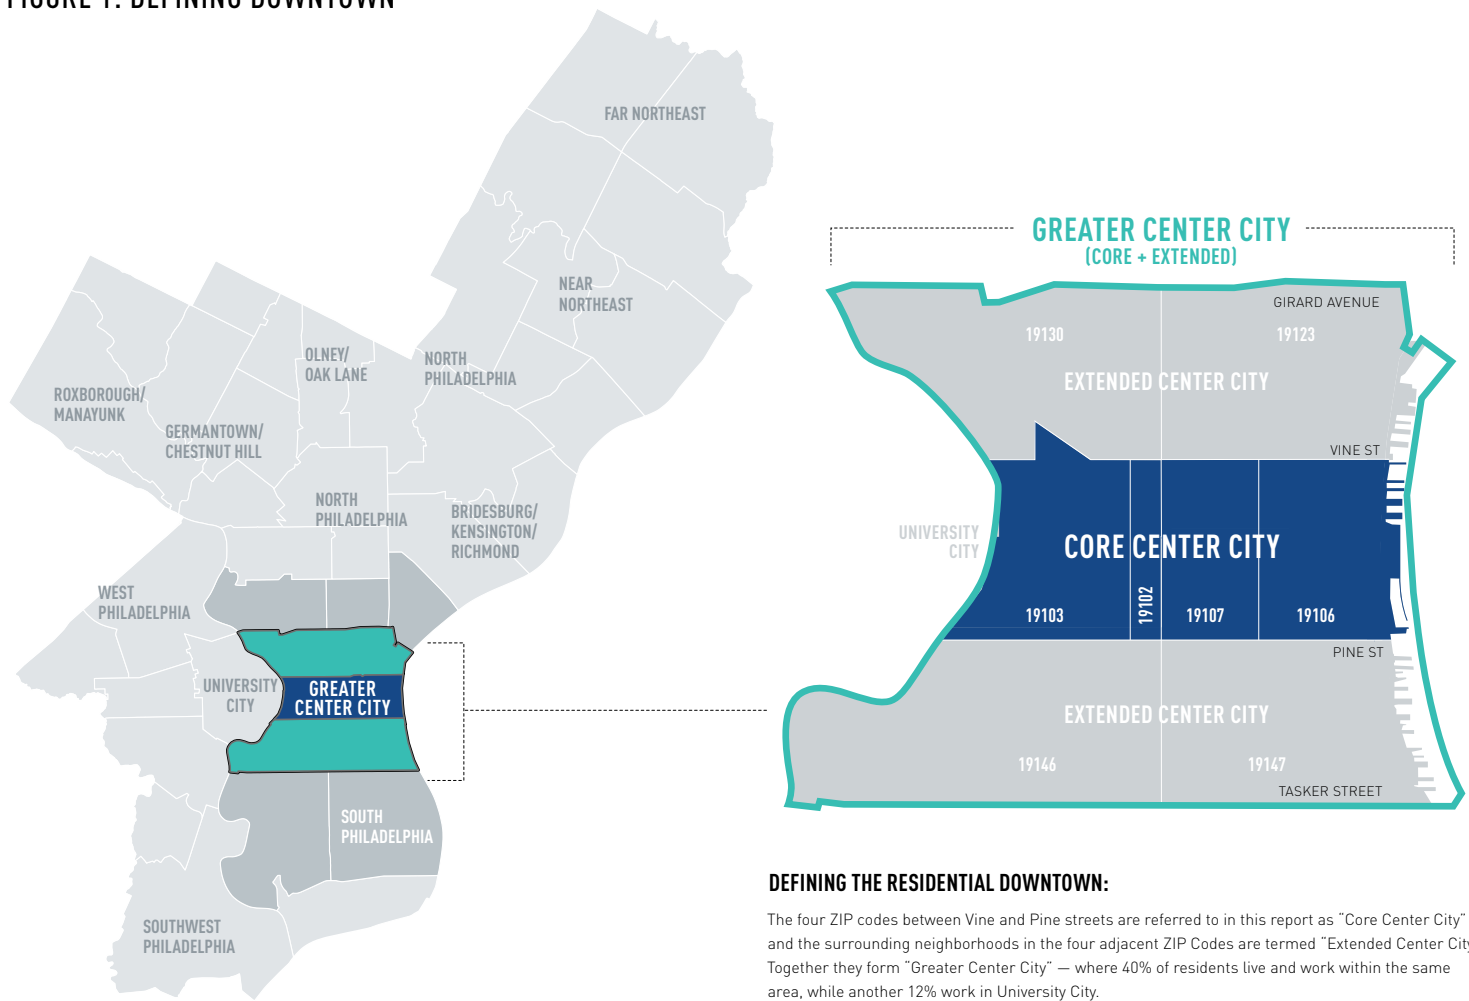 FIGURE 1: DEFINING DOWNTOWN
FAR NORTHEAST
NEAR
NORTHEAST
OLNEY/
OAK LANE
NORTH
PHILADELPHIA
ROXBOROUGH/
MANAYUNK
GERMANTOWN/
CHESTNUT HILL
NORTH
PHILADELPHIA
BRIDESBURG/
KENSINGTON/
RICHMOND
WEST
PHILADELPHIA
UNIVERSITY
CITY
GREATER
CENTER CITY
SOUTH
PHILADELPHIA
SOUTHWEST
PHILADELPHIA
GREATER CENTER CITY
(CORE + EXTENDED)
GIRARD AVENUE
19130
19123
EXTENDED CENTER CITY
VINE ST
UNIVERSITY
CITY
CORE CENTER CITY
19103
19102
19107
19106
PINE ST
EXTENDED CENTER CITY
19146
19147
TASKER STREET
DEFINING THE RESIDENTIAL DOWNTOWN:
The four ZIP codes between Vine and Pine streets are referred to in this report as “Core Center City”
and the surrounding neighborhoods in the four adjacent ZIP Codes are termed “Extended Center City
Together they form “Greater Center City” — where 40% of residents live and work within the same
area, while another 12% work in University City.